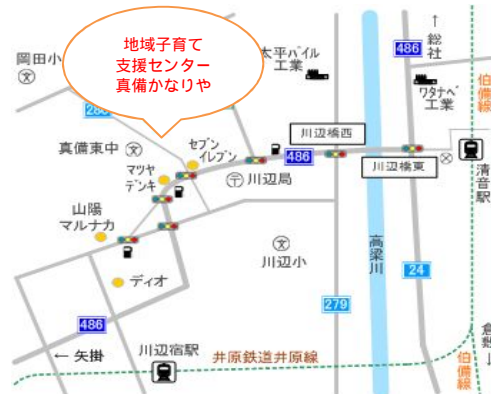 地域子育て
支援センター
真備かなりや
岡田小
文
太平パイル
工業
486
↑
総社
ワタナベ
工業
伯備線
清音駅
真備東中 文
セブン
イレブン
マツヤ
デンキ
486
川辺橋西
川辺橋東
川辺局
山陽
マルナカ
文
川辺小
高梁川
ディオ
279
24
486
← 矢掛
川辺宿駅
井原鉄道井原線
倉敷
↓
伯備線